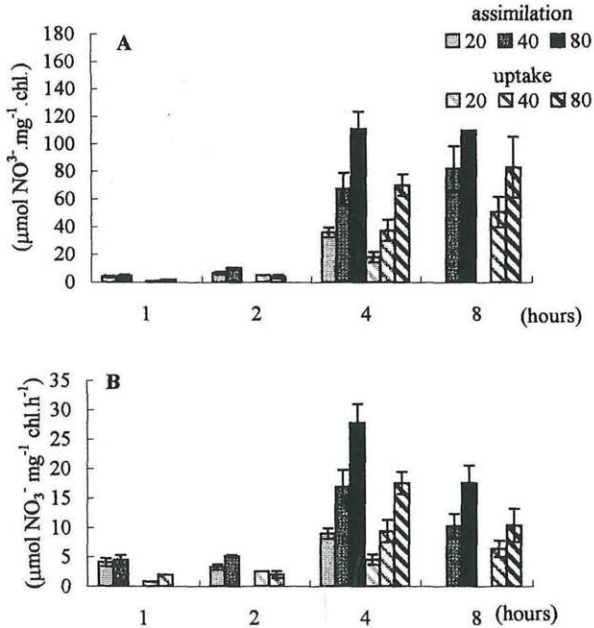 assimilation
20 40 80
uptake
20 40 80
A
(µmol NO³⁻.mg⁻¹.chl.)
180
160
140
120
100
80
60
40
20
0
1 2 4 8 (hours)
B
(µmol NO₃⁻ mg⁻¹ chl.h⁻¹)
35
30
25
20
15
10
5
0
1 2 4 8 (hours)